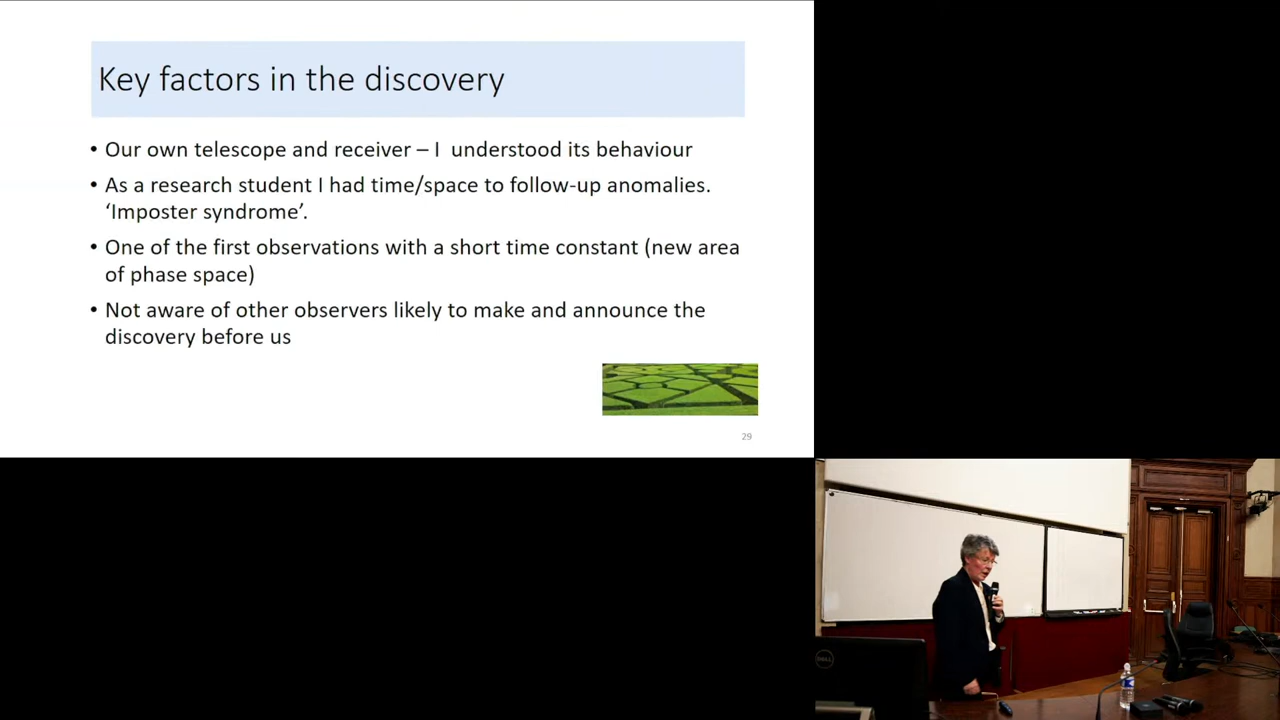 Key factors in the discovery
• Our own telescope and receiver – I  understood its behaviour
• As a research student I had time/space to follow-up anomalies.
‘Imposter syndrome’.
• One of the first observations with a short time constant (new area
of phase space)
• Not aware of other observers likely to make and announce the
discovery before us
29
DELL